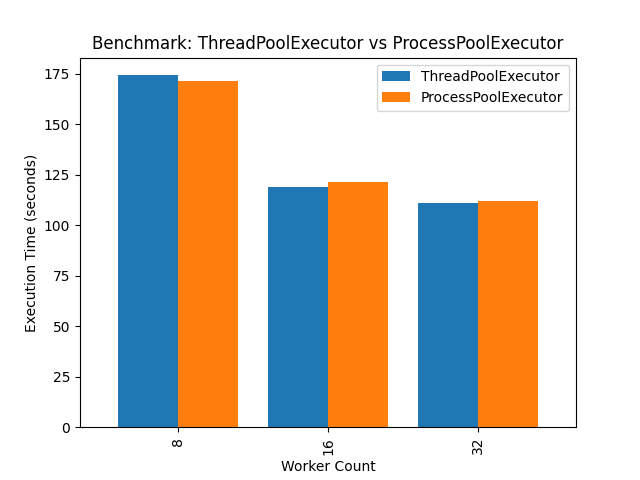 Benchmark: ThreadPoolExecutor vs ProcessPoolExecutor
ThreadPoolExecutor
ProcessPoolExecutor
Execution Time (seconds)
175
150
125
100
75
50
25
0
8
16
32
Worker Count